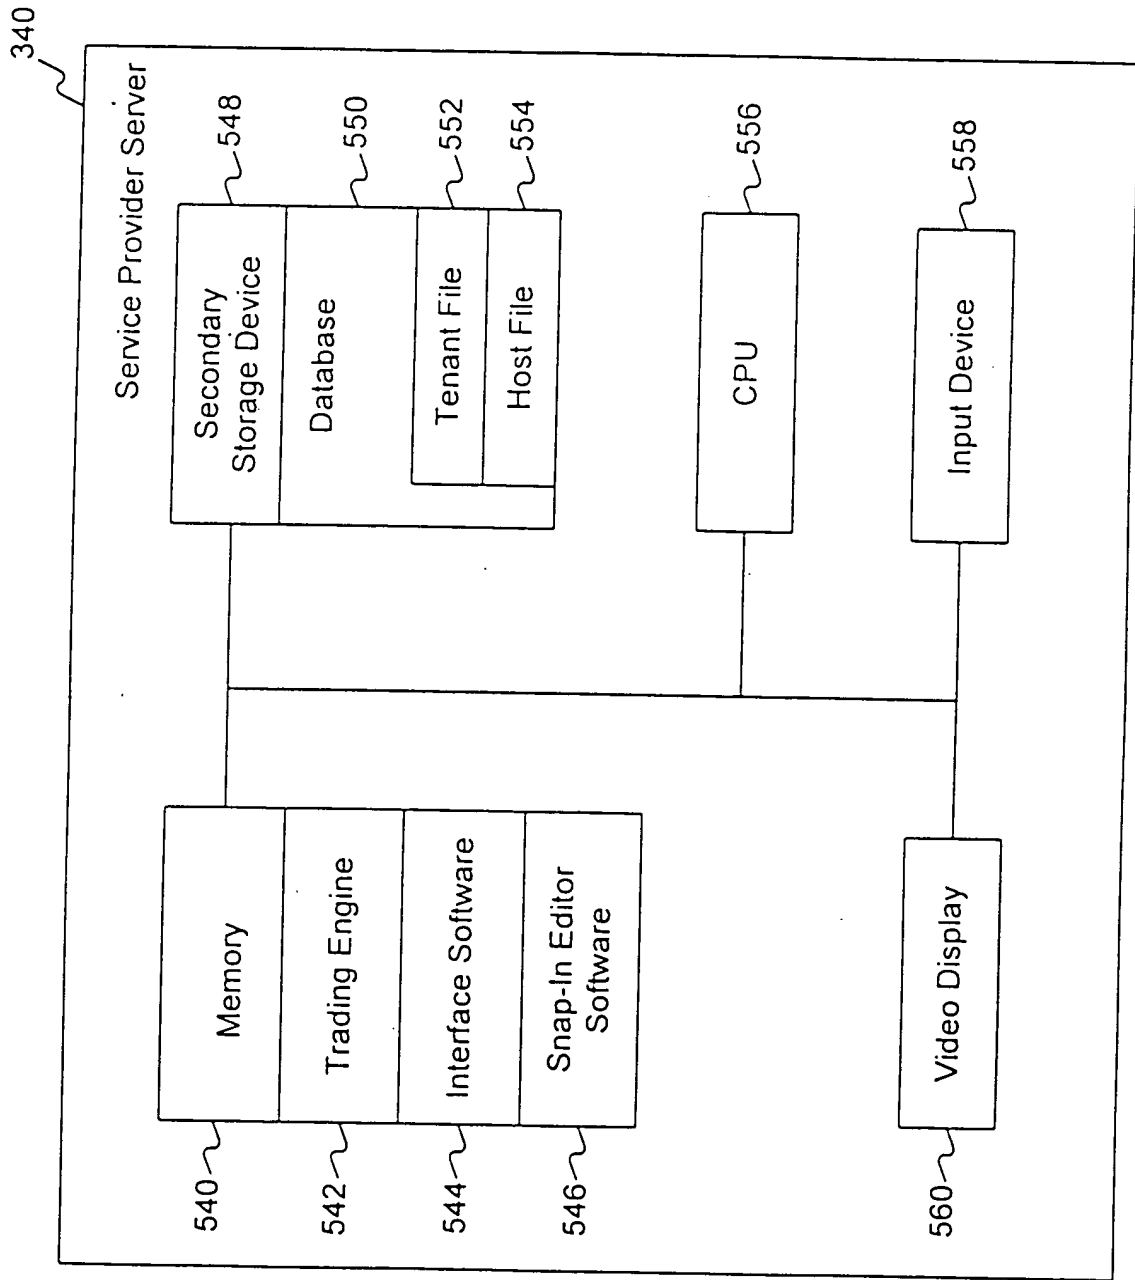 340
Service Provider Server
540
Memory
542
Trading Engine
544
Interface Software
546
Snap-In Editor
Software
Secondary
Storage Device
548
Database
550
Tenant File
552
Host File
554
CPU
556
Input Device
558
560
Video Display